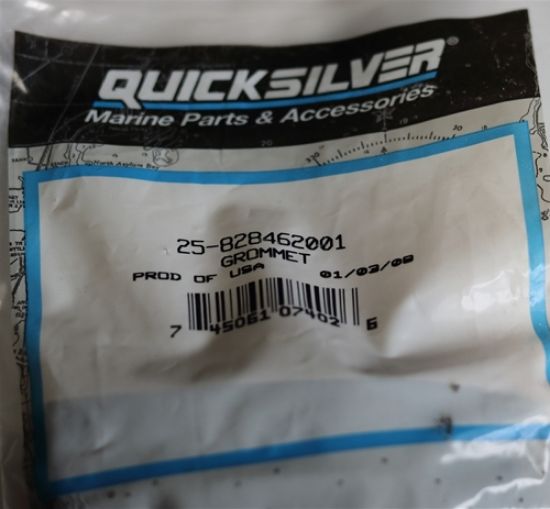 QUICKSILVER®
Marine Parts & Accessories
25-828462001
GROMMET
PROD OF USA 01/03/08
7 45061 07402 6